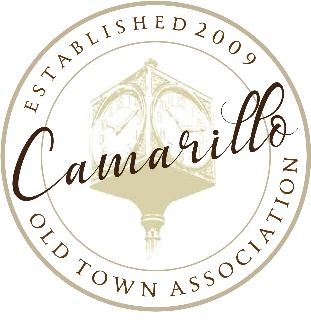 ESTABLISHED 2009
Camarillo
OLD TOWN ASSOCIATION